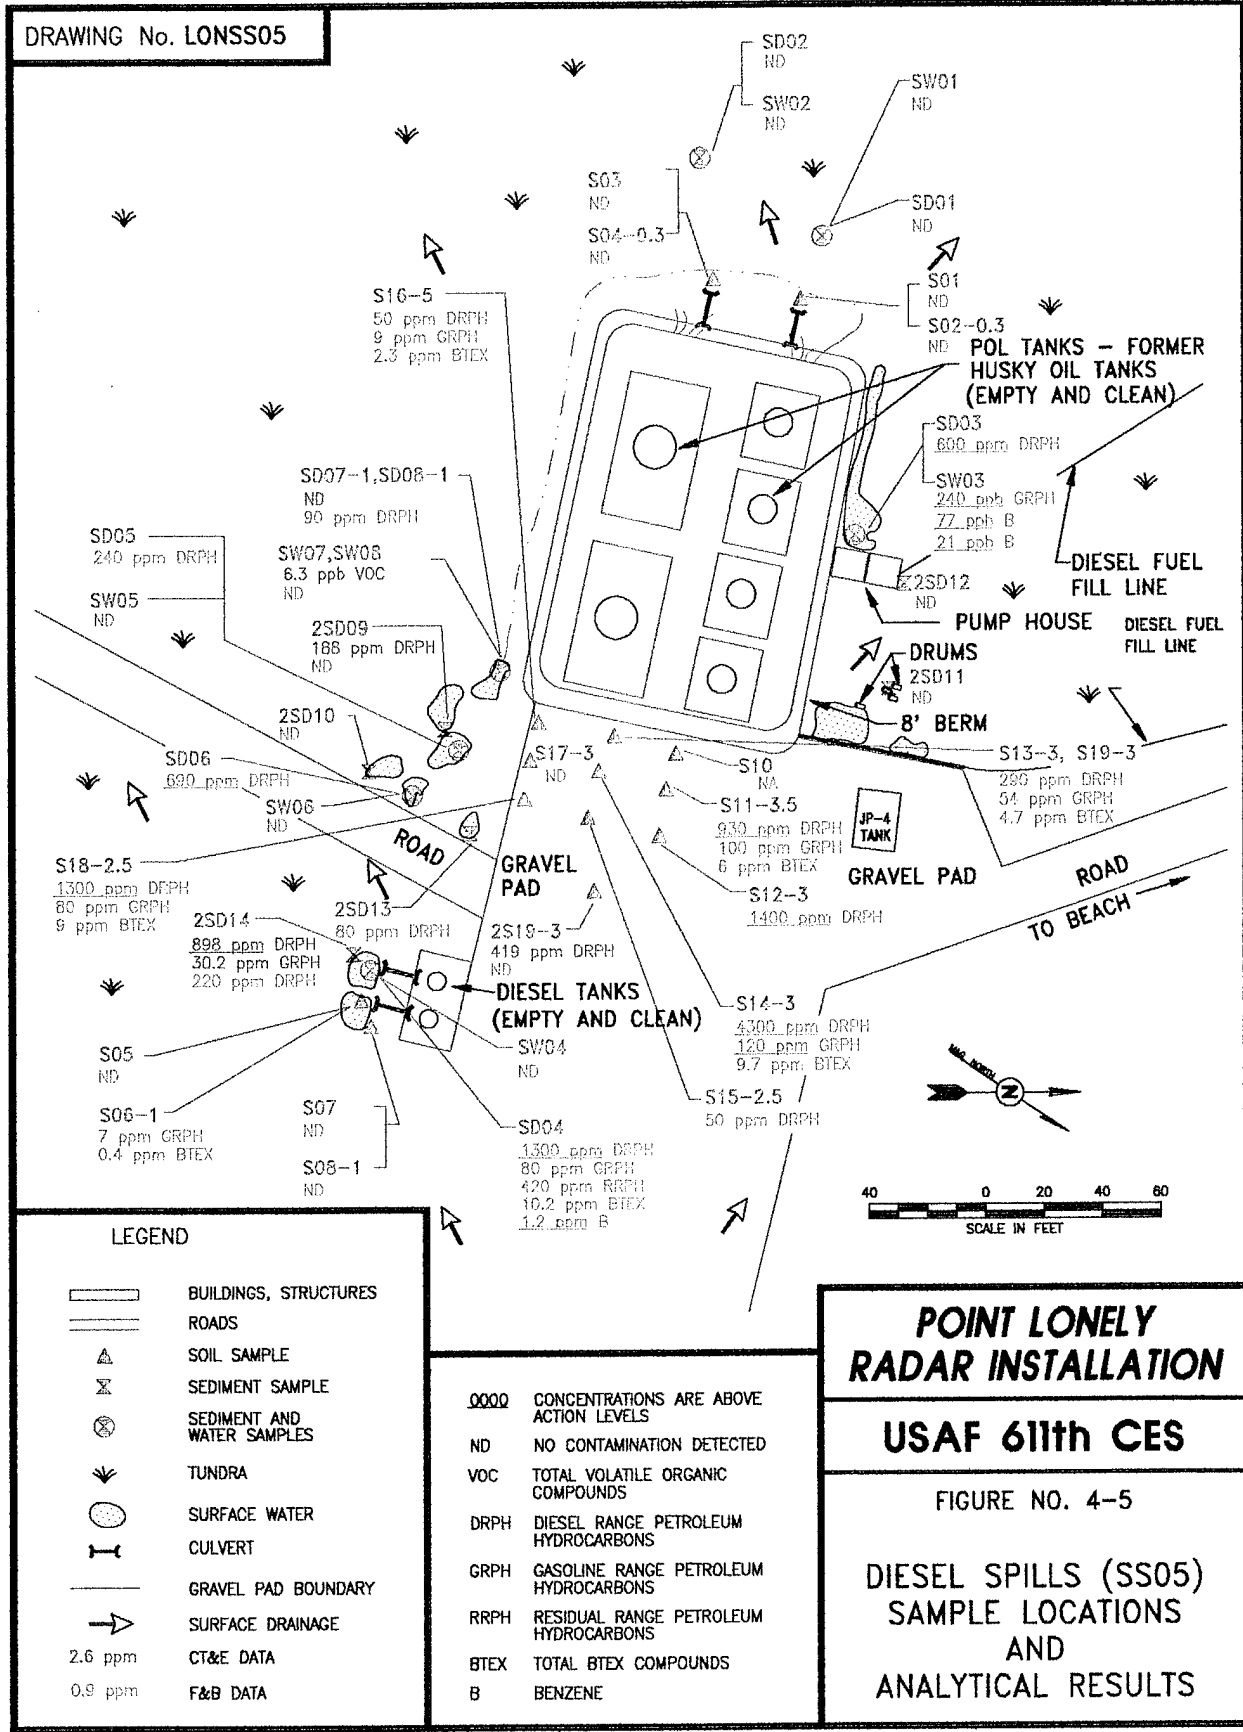 DRAWING No. LONSS05
SD02
ND
SW02
ND
SW01
ND
SD01
ND
S03
ND
S04-0.3
ND
S01
ND
S02-0.3
ND
S16-5
50 ppm DRPH
9 ppm GRPH
2.3 ppm BTEX
POL TANKS – FORMER
HUSKY OIL TANKS
(EMPTY AND CLEAN)
SD03
600 ppm DRPH
SW03
240 ppb GRPH
77 ppb B
21 ppb B
SD07-1,SD08-1
ND
90 ppm DRPH
SW07,SW08
6.3 ppb VOC
ND
SD05
240 ppm DRPH
SW05
ND
2SD09
188 ppm DRPH
ND
2SD10
ND
SD06
690 ppm DRPH
SW06
ND
DIESEL FUEL
FILL LINE
2SD12
ND
PUMP HOUSE
DIESEL FUEL
FILL LINE
DRUMS
2SD11
ND
8' BERM
S17-3
ND
S10
NA
S13-3, S19-3
290 ppm DRPH
54 ppm GRPH
4.7 ppm BTEX
S11-3.5
930 ppm DRPH
100 ppm GRPH
6 ppm BTEX
JP-4
TANK
ROAD
GRAVEL
PAD
GRAVEL PAD
ROAD
TO BEACH
S12-3
1400 ppm DRPH
S18-2.5
1300 ppm DRPH
80 ppm GRPH
9 ppm BTEX
2SD13
80 ppm DRPH
2SD14
898 ppm DRPH
30.2 ppm GRPH
220 ppm DRPH
2S19-3
419 ppm DRPH
ND
DIESEL TANKS
(EMPTY AND CLEAN)
SW04
ND
S14-3
4300 ppm DRPH
120 ppm GRPH
9.7 ppm BTEX
S15-2.5
50 ppm DRPH
S05
ND
S06-1
7 ppm GRPH
0.4 ppm BTEX
S07
ND
S08-1
ND
SD04
1300 ppm DRPH
80 ppm GRPH
420 ppm RRPH
10.2 ppm BTEX
1.2 ppm B
MAG NORTH
N
40 0 20 40 60
SCALE IN FEET
LEGEND
BUILDINGS, STRUCTURES
ROADS
SOIL SAMPLE
SEDIMENT SAMPLE
SEDIMENT AND
WATER SAMPLES
TUNDRA
SURFACE WATER
CULVERT
GRAVEL PAD BOUNDARY
SURFACE DRAINAGE
2.6 ppm CT&E DATA
0.9 ppm F&B DATA
0000 CONCENTRATIONS ARE ABOVE
ACTION LEVELS
ND NO CONTAMINATION DETECTED
VOC TOTAL VOLATILE ORGANIC
COMPOUNDS
DRPH DIESEL RANGE PETROLEUM
HYDROCARBONS
GRPH GASOLINE RANGE PETROLEUM
HYDROCARBONS
RRPH RESIDUAL RANGE PETROLEUM
HYDROCARBONS
BTEX TOTAL BTEX COMPOUNDS
B BENZENE
POINT LONELY
RADAR INSTALLATION
USAF 611th CES
FIGURE NO. 4-5
DIESEL SPILLS (SS05)
SAMPLE LOCATIONS
AND
ANALYTICAL RESULTS